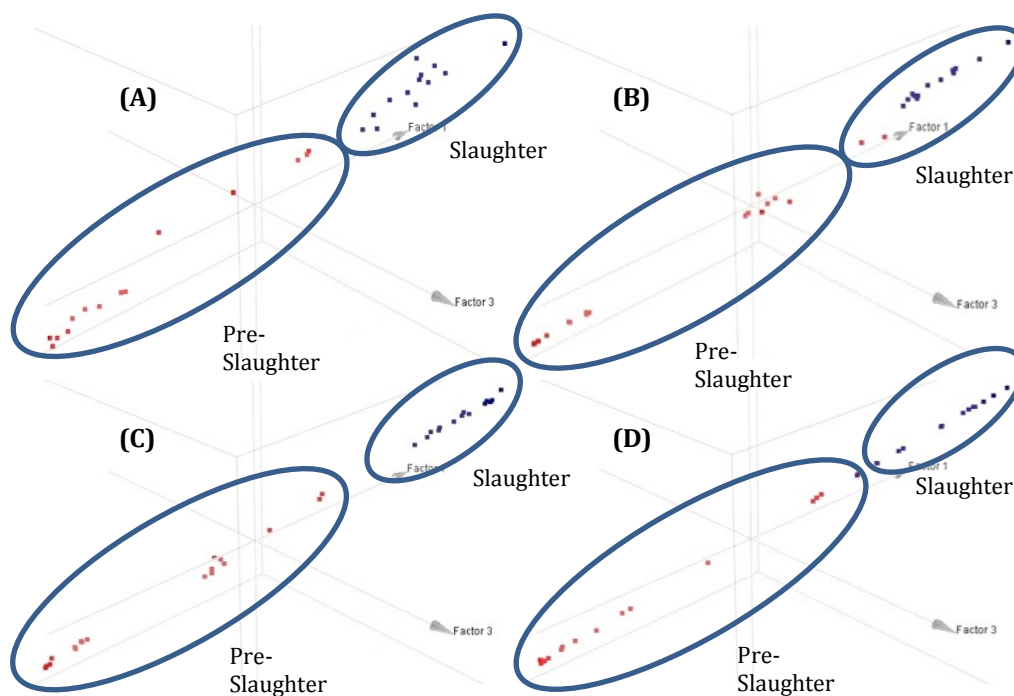 (A)
Factor 1
Slaughter
Factor 3
Pre-
Slaughter
(B)
Factor 1
Slaughter
Factor 3
Pre-
Slaughter
(C)
Slaughter
Factor 3
Pre-
Slaughter
(D)
Factor 1
Slaughter
Factor 3
Pre-
Slaughter